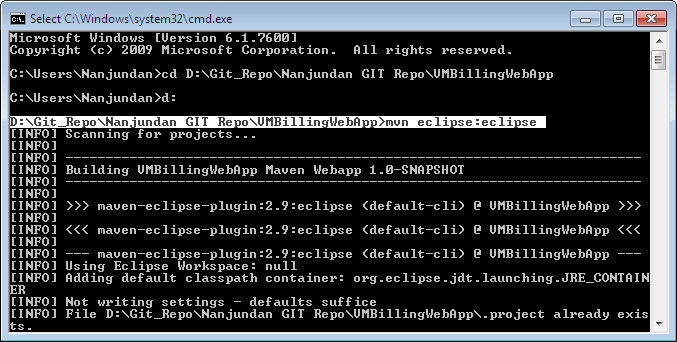 Select C:\Windows\system32\cmd.exe
Microsoft Windows [Version 6.1.7600]
Copyright (c) 2009 Microsoft Corporation.  All rights reserved.
C:\Users\Nanjundan>cd D:\Git_Repo\Nanjundan GIT Repo\VMBillingWebApp
C:\Users\Nanjundan>d:
D:\Git_Repo\Nanjundan GIT Repo\VMBillingWebApp>mvn eclipse:eclipse
[INFO] Scanning for projects...
[INFO]
[INFO] ------------------------------------------------------------------------
[INFO] Building VMBillingWebApp Maven Webapp 1.0-SNAPSHOT
[INFO] ------------------------------------------------------------------------
[INFO]
[INFO] >>> maven-eclipse-plugin:2.9:eclipse (default-cli) @ VMBillingWebApp >>>
[INFO]
[INFO] <<< maven-eclipse-plugin:2.9:eclipse (default-cli) @ VMBillingWebApp <<<
[INFO]
[INFO] --- maven-eclipse-plugin:2.9:eclipse (default-cli) @ VMBillingWebApp ---
[INFO] Using Eclipse Workspace: null
[INFO] Adding default classpath container: org.eclipse.jdt.launching.JRE_CONTAIN
ER
[INFO] Not writing settings - defaults suffice
[INFO] File D:\Git_Repo\Nanjundan GIT Repo\VMBillingWebApp\.project already exis
ts.